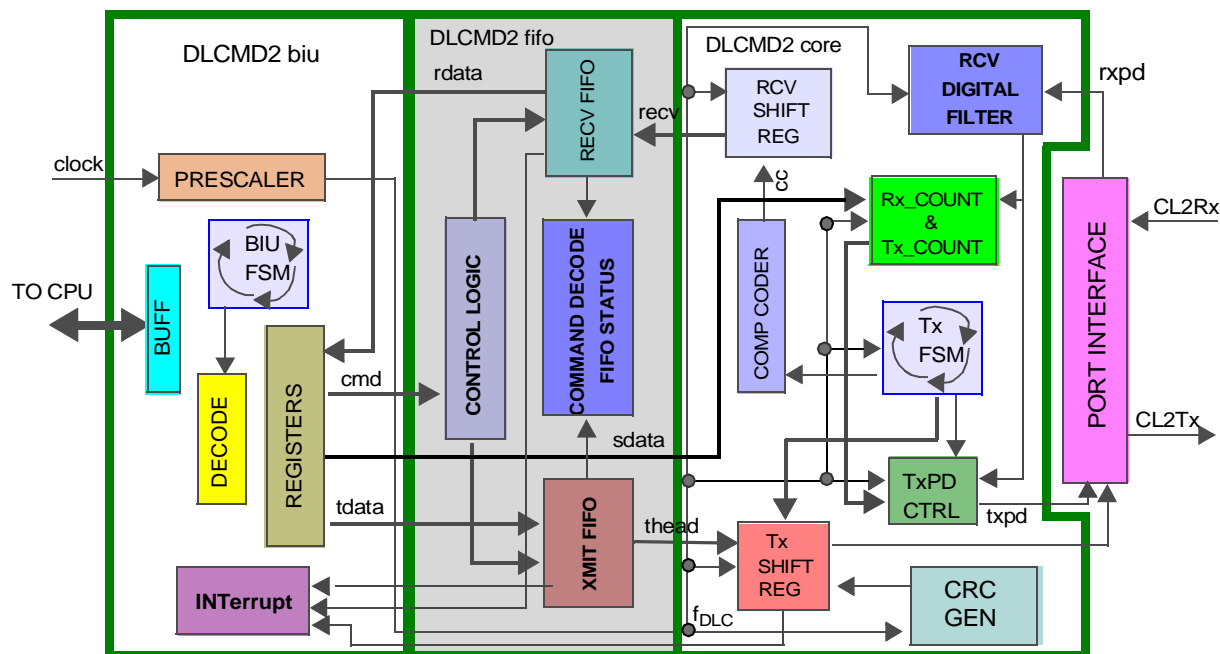 DLCMD2 biu
DLCMD2 fifo
DLCMD2 core
rdata
RECV FIFO
recv
RCV
SHIFT
REG
RCV
DIGITAL
FILTER
rxpd
clock
PRESCALER
cc
Rx_COUNT
&
Tx_COUNT
CL2Rx
BIU
FSM
TO CPU
BUFF
DECODE
REGISTERS
cmd
CONTROL LOGIC
COMMAND DECODE
FIFO STATUS
COMP CODER
Tx
FSM
PORT INTERFACE
CL2Tx
sdata
tdata
XMIT FIFO
thead
TxPD
CTRL
txpd
Tx
SHIFT
REG
INTerrupt
fDLC
CRC
GEN